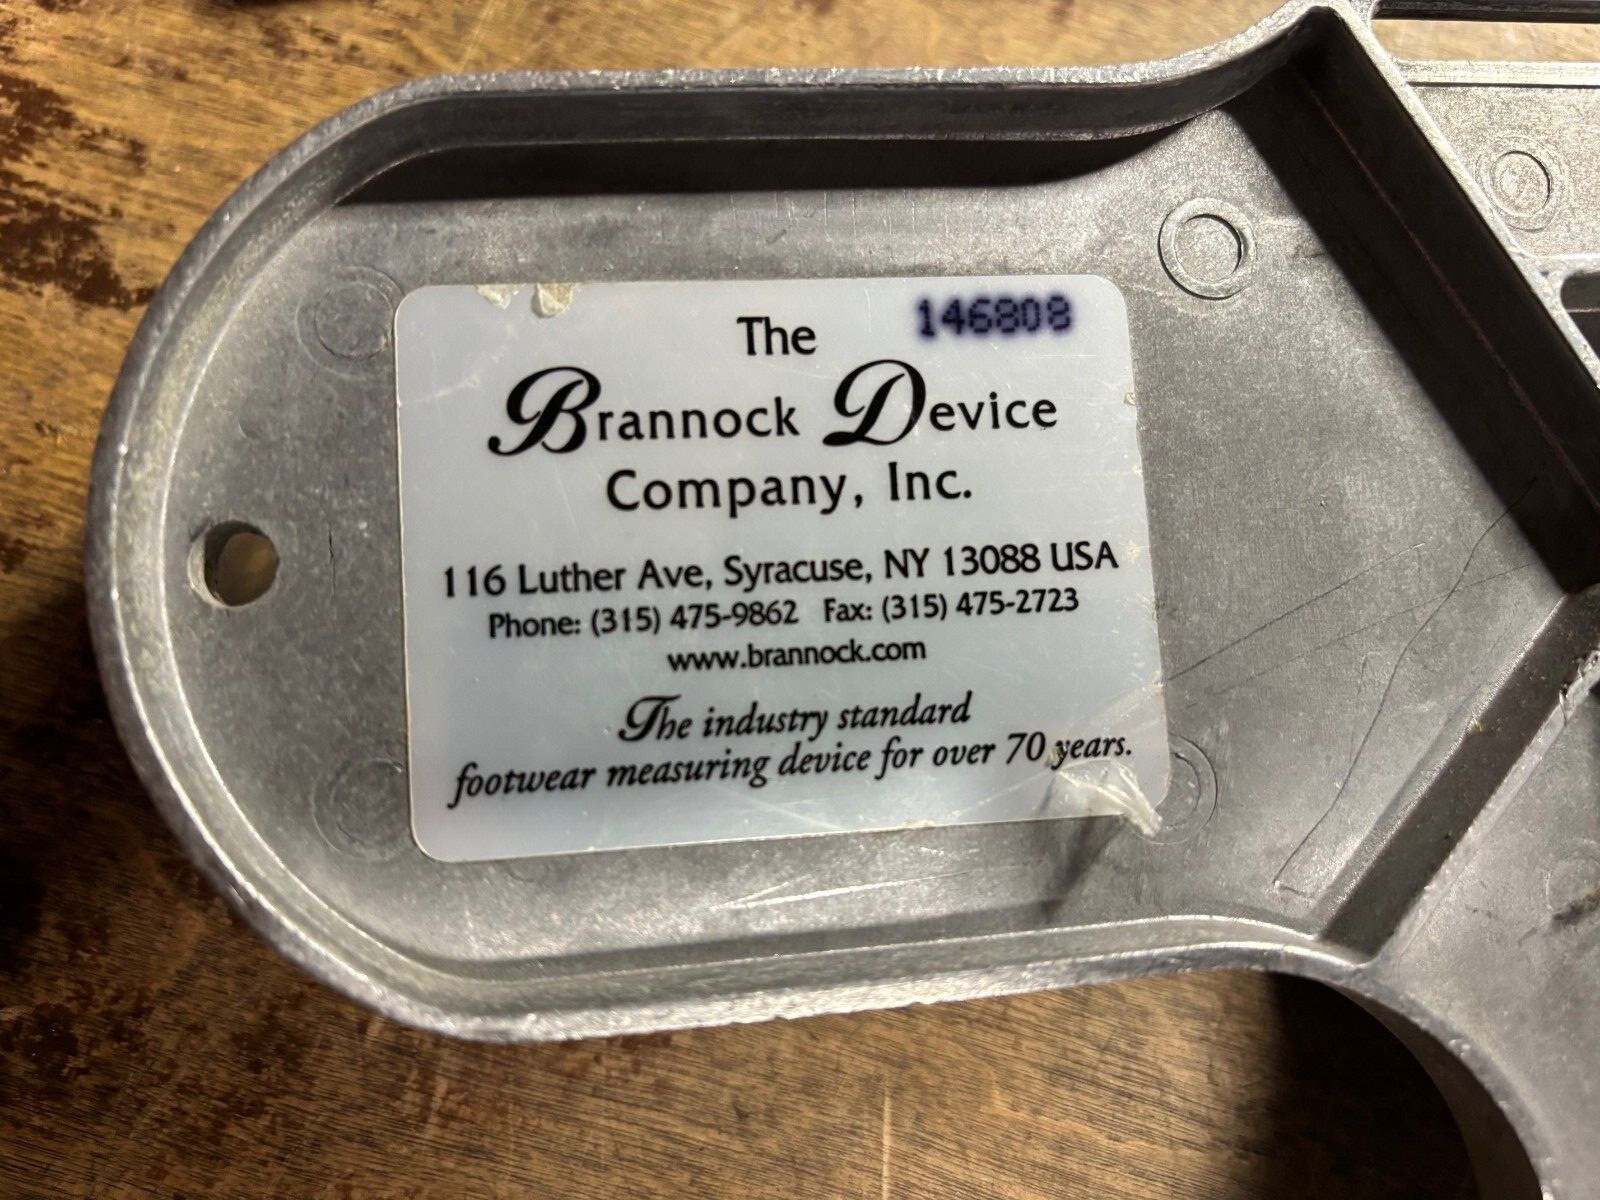 146808
The
Brannock Device
Company, Inc.
116 Luther Ave, Syracuse, NY 13088 USA
Phone: (315) 475-9862 Fax: (315) 475-2723
www.brannock.com
The industry standard
footwear measuring device for over 70 years.